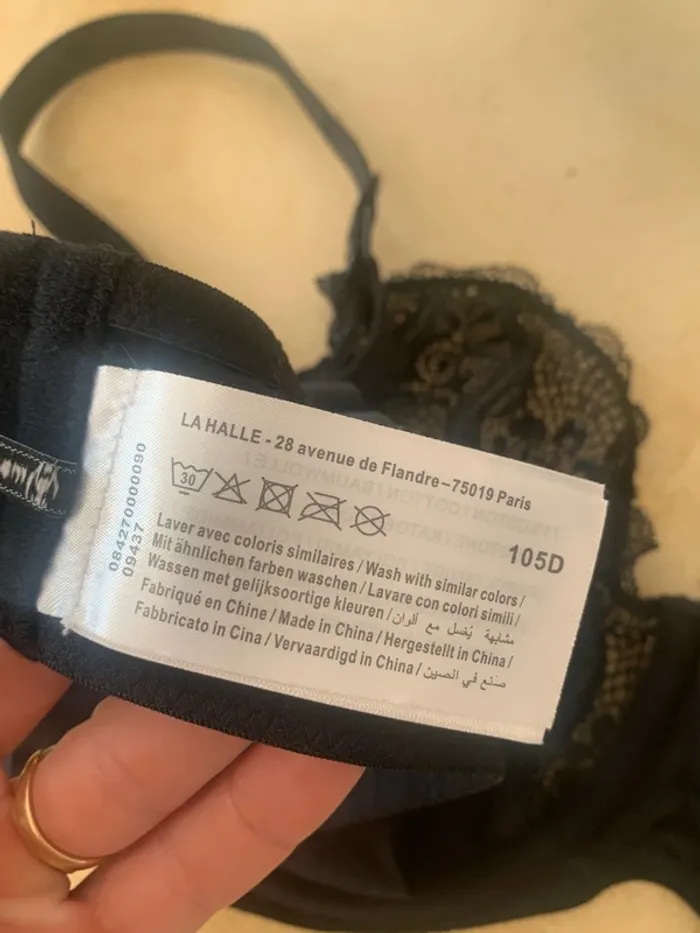 LA HALLE - 28 avenue de Flandre–75019 Paris
30
105D
Laver avec coloris similaires / Wash with similar colors /
Mit ähnlichen farben waschen / Lavare con colori simili /
Wassen met gelijksoortige kleuren / مشابهة يُغسل مع ألوان
Fabriqué en Chine / Made in China / Hergestellt in China /
Fabbricato in Cina / Vervaardigd in China / صنع في الصين
084270000090
09437